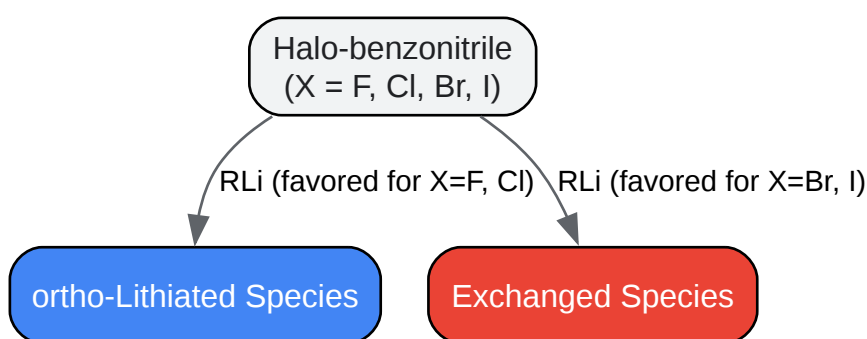 Halo-benzonitrile
(X = F, Cl, Br, I)
RLi (favored for X=F, Cl)
RLi (favored for X=Br, I)
ortho-Lithiated Species
Exchanged Species